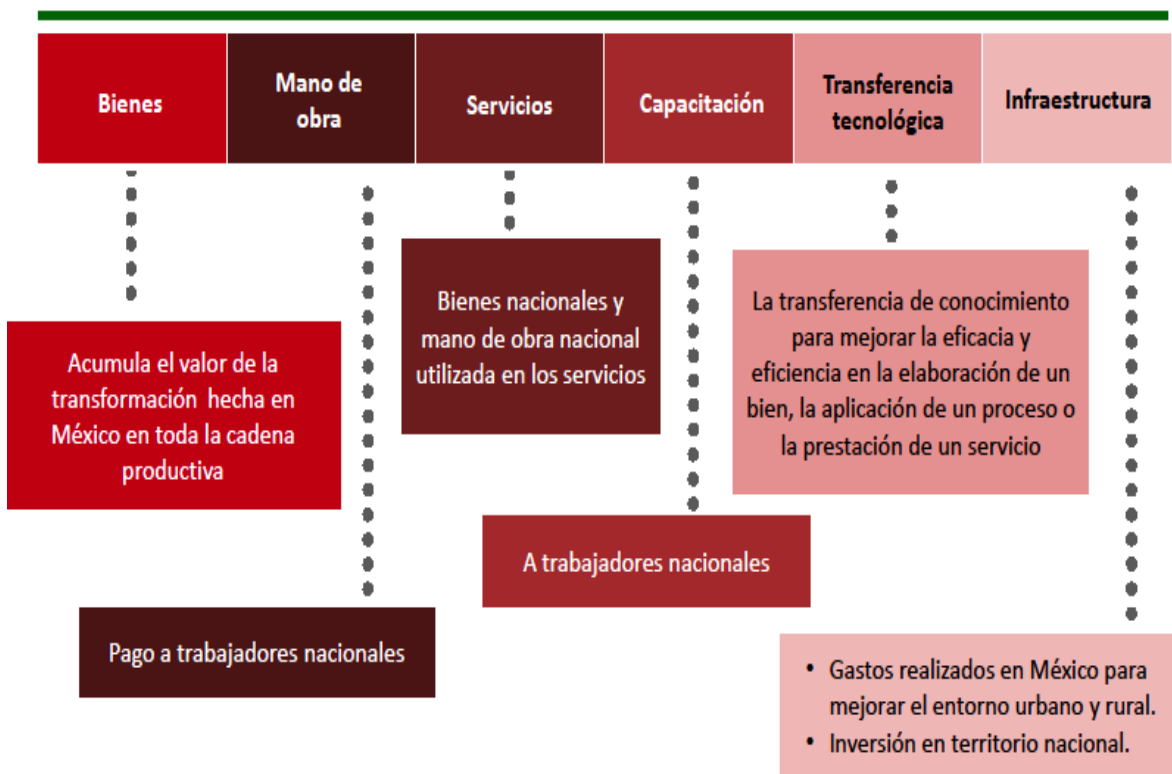 Bienes
Mano de
obra
Servicios
Capacitación
Transferencia
tecnológica
Infraestructura
Acumula el valor de la
transformación hecha en
México en toda la cadena
productiva
Pago a trabajadores nacionales
Bienes nacionales y
mano de obra nacional
utilizada en los servicios
A trabajadores nacionales
La transferencia de conocimiento
para mejorar la eficacia y
eficiencia en la elaboración de un
bien, la aplicación de un proceso o
la prestación de un servicio
• Gastos realizados en México para
mejorar el entorno urbano y rural.
• Inversión en territorio nacional.